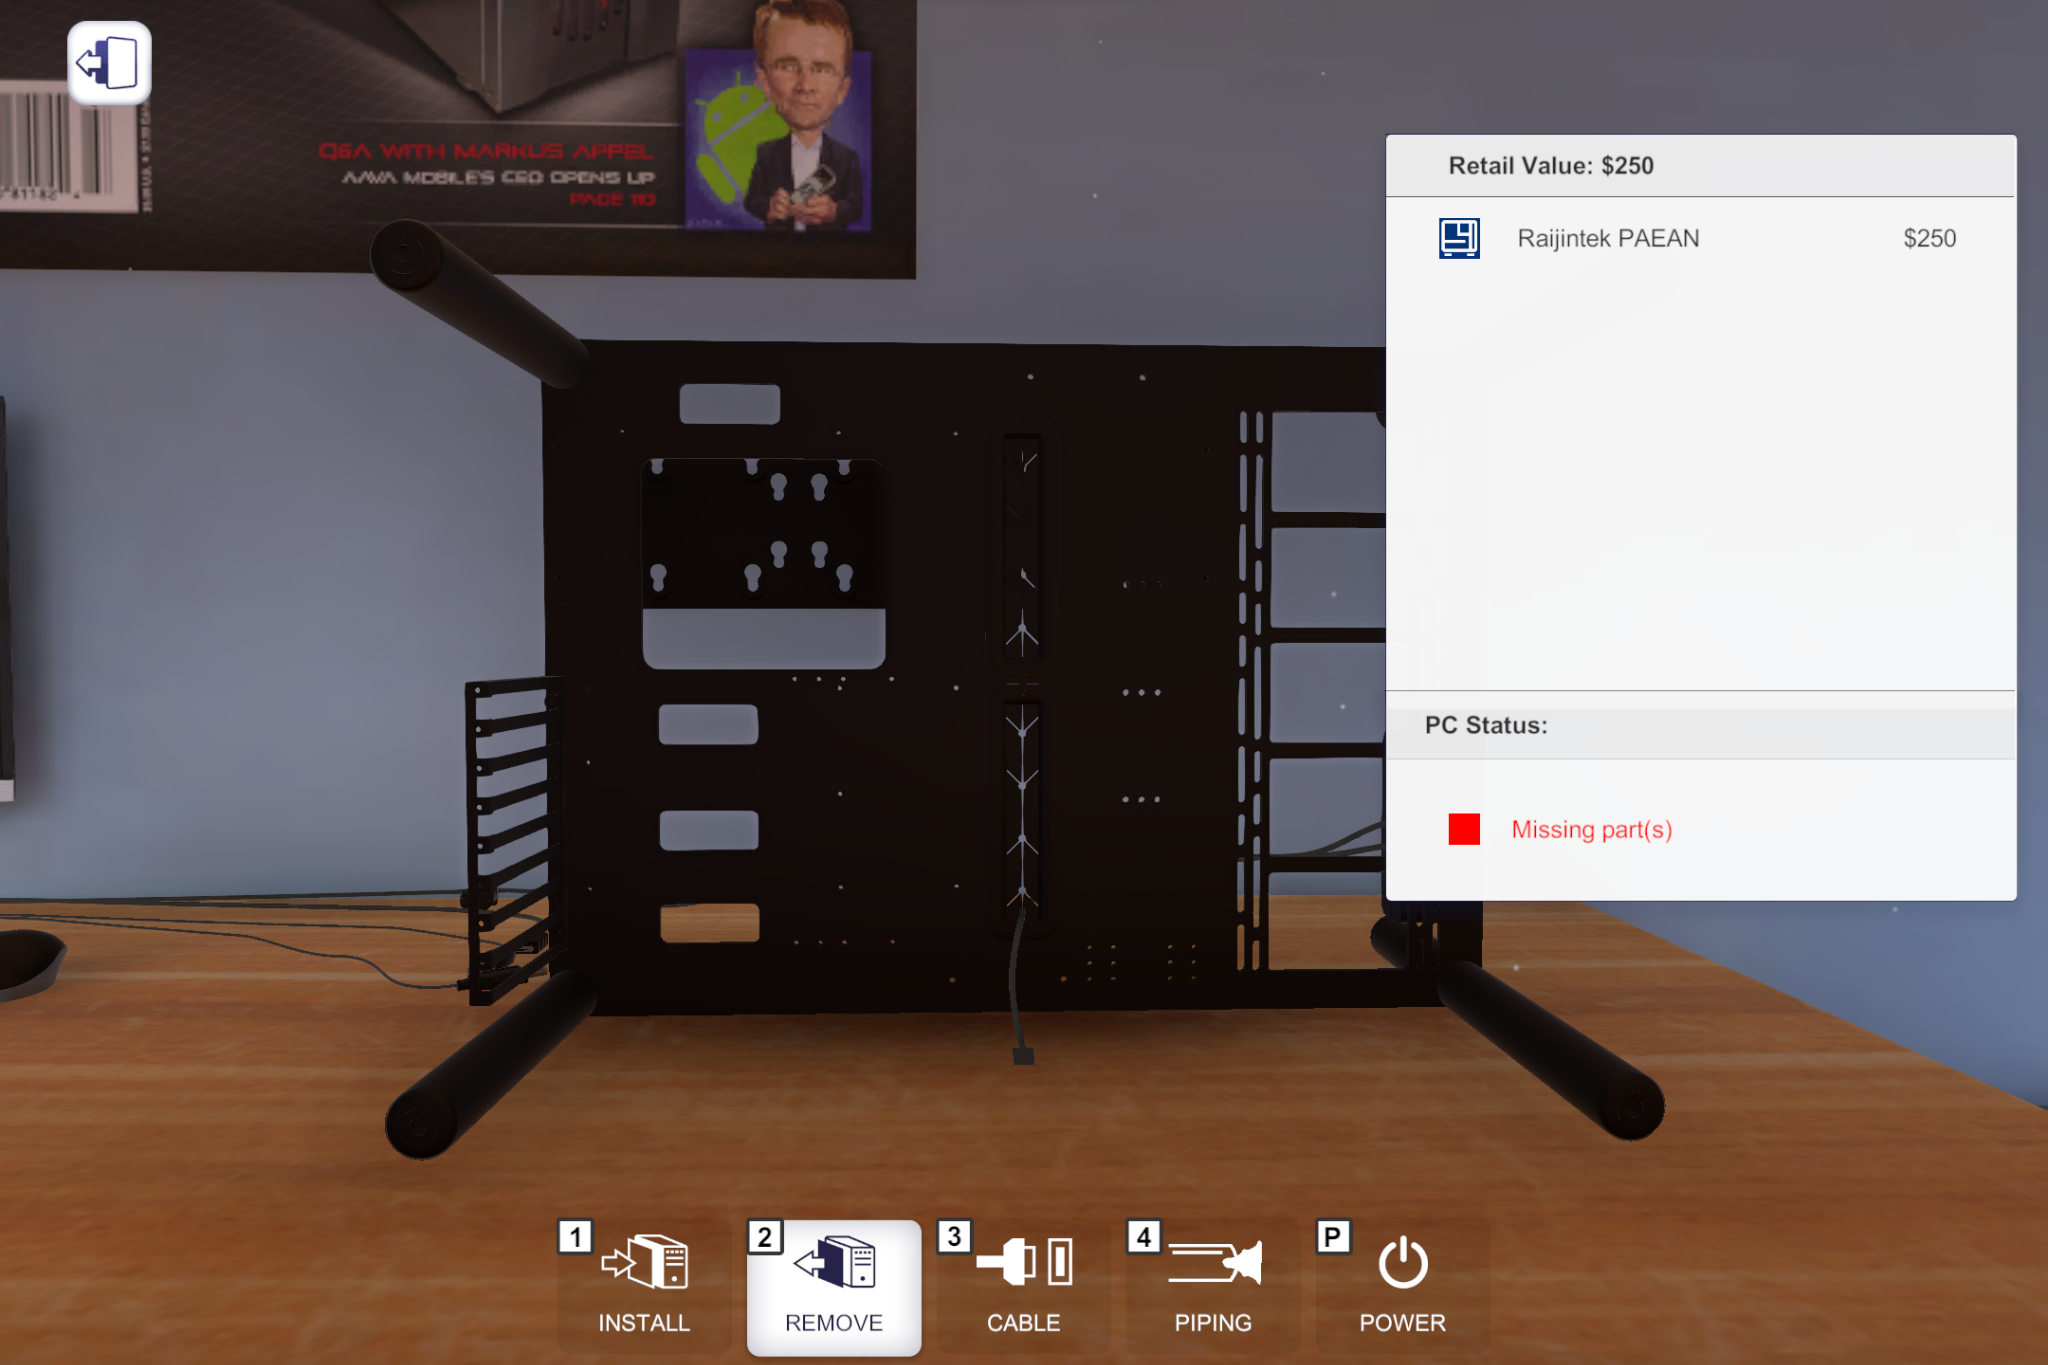 Q&A WITH MARKUS APPEL
AAVA MOBILE'S CEO OPENS UP
PAGE 110
Retail Value: $250
Raijintek PAEAN $250
PC Status:
Missing part(s)
1
INSTALL
2
REMOVE
3
CABLE
4
PIPING
P
POWER